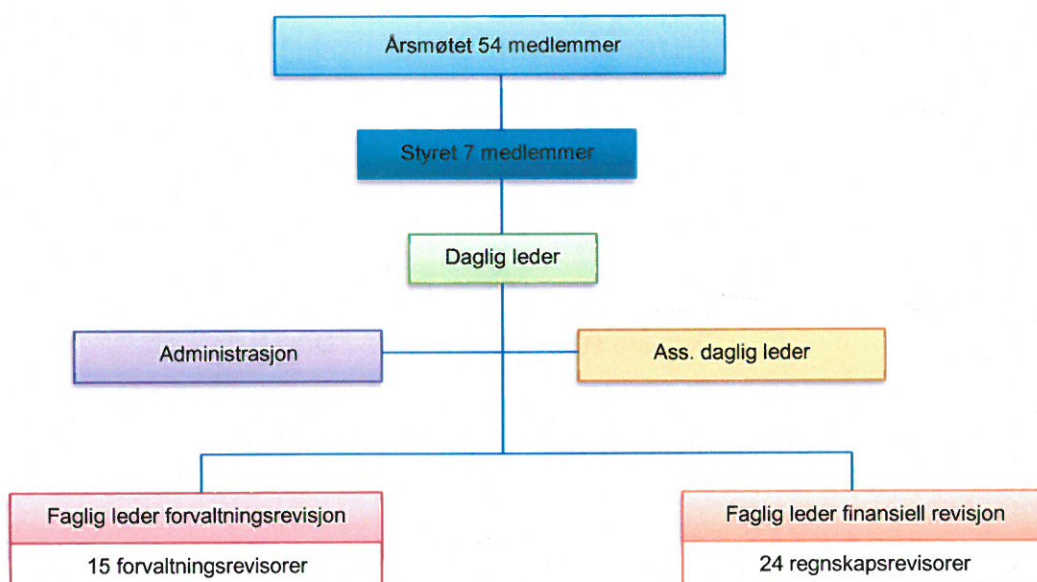 Årsmøtet 54 medlemmer
Styret 7 medlemmer
Daglig leder
Administrasjon
Ass. daglig leder
Faglig leder forvaltningsrevisjon
15 forvaltningsrevisorer
Faglig leder finansiell revisjon
24 regnskapsrevisorer